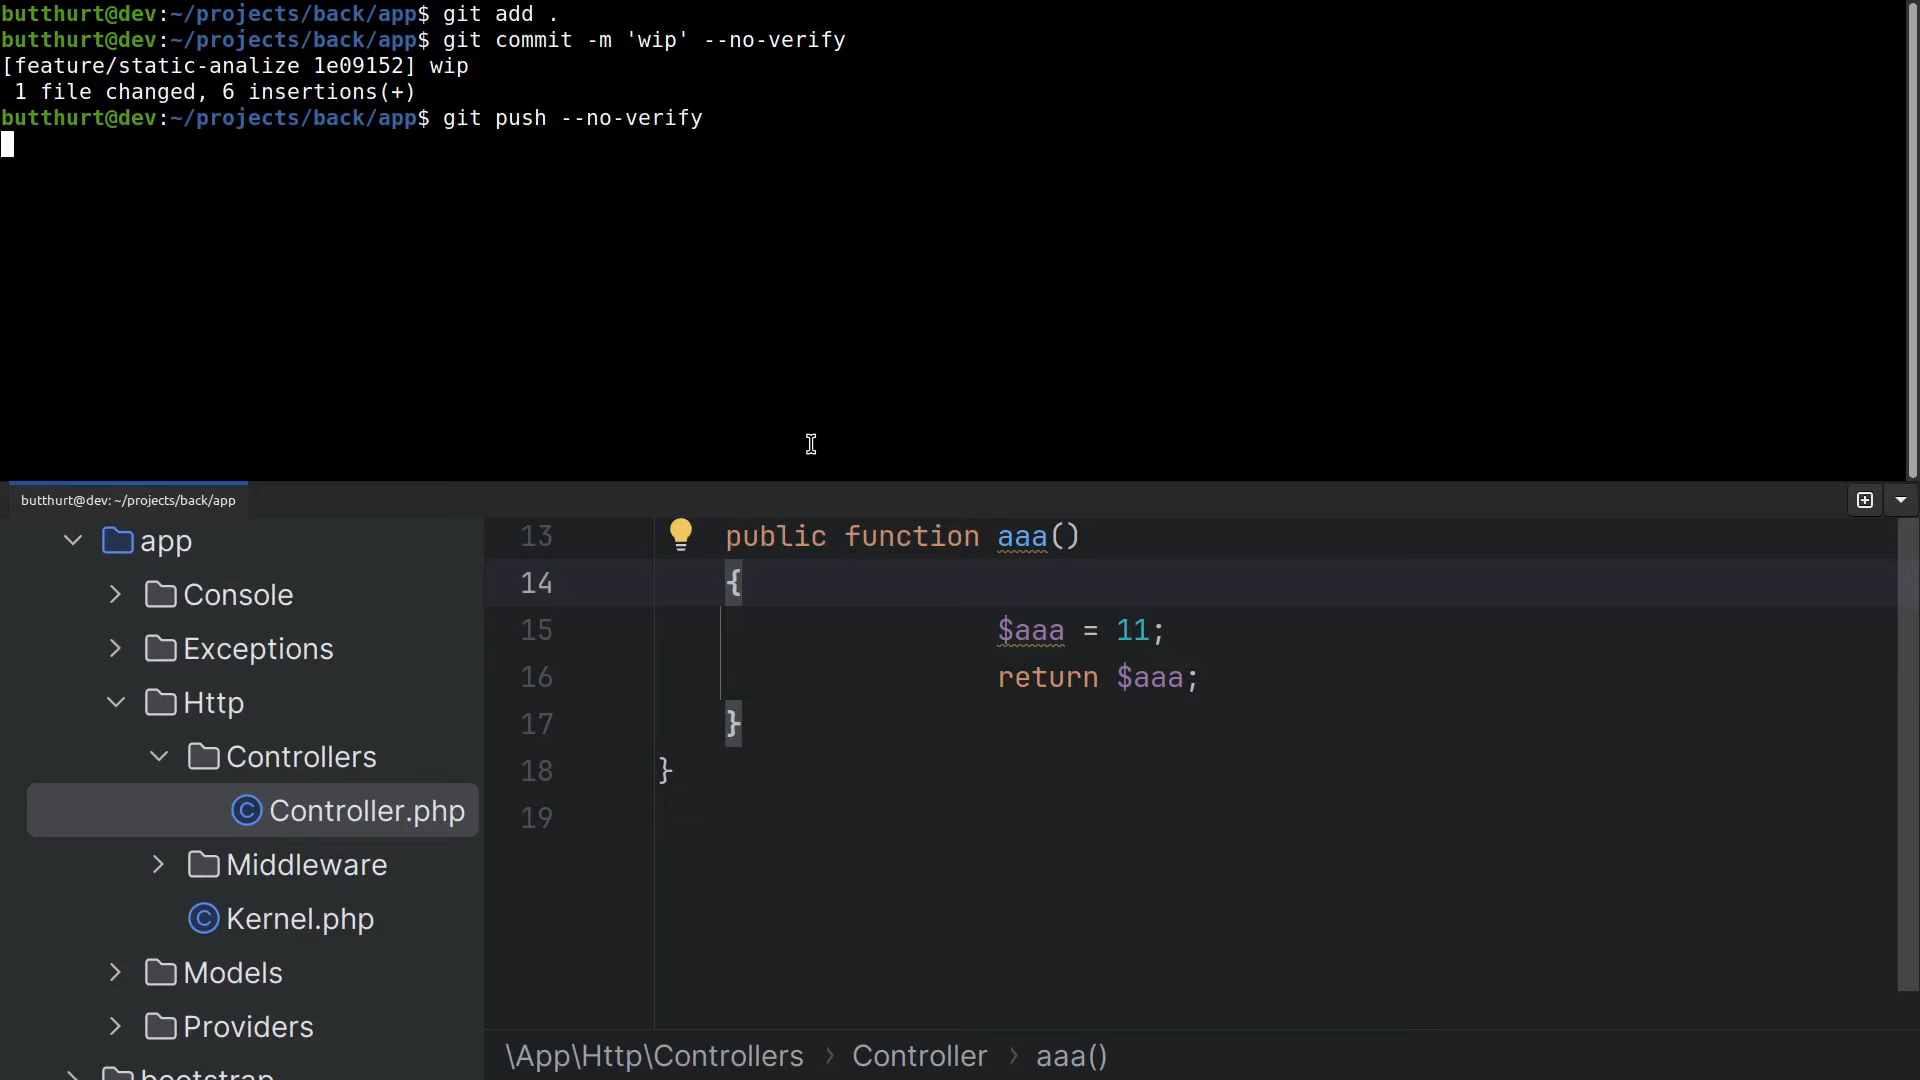 butthurt@dev:~/projects/back/app$ git add .
butthurt@dev:~/projects/back/app$ git commit -m 'wip' --no-verify
[feature/static-analize 1e09152] wip
 1 file changed, 6 insertions(+)
butthurt@dev:~/projects/back/app$ git push --no-verify
butthurt@dev: ~/projects/back/app
app
Console
Exceptions
Http
Controllers
Controller.php
Middleware
Kernel.php
Models
Providers
bootstrap
13 public function aaa()
14 {
15 $aaa = 11;
16 return $aaa;
17 }
18 }
19
\App\Http\Controllers › Controller › aaa()